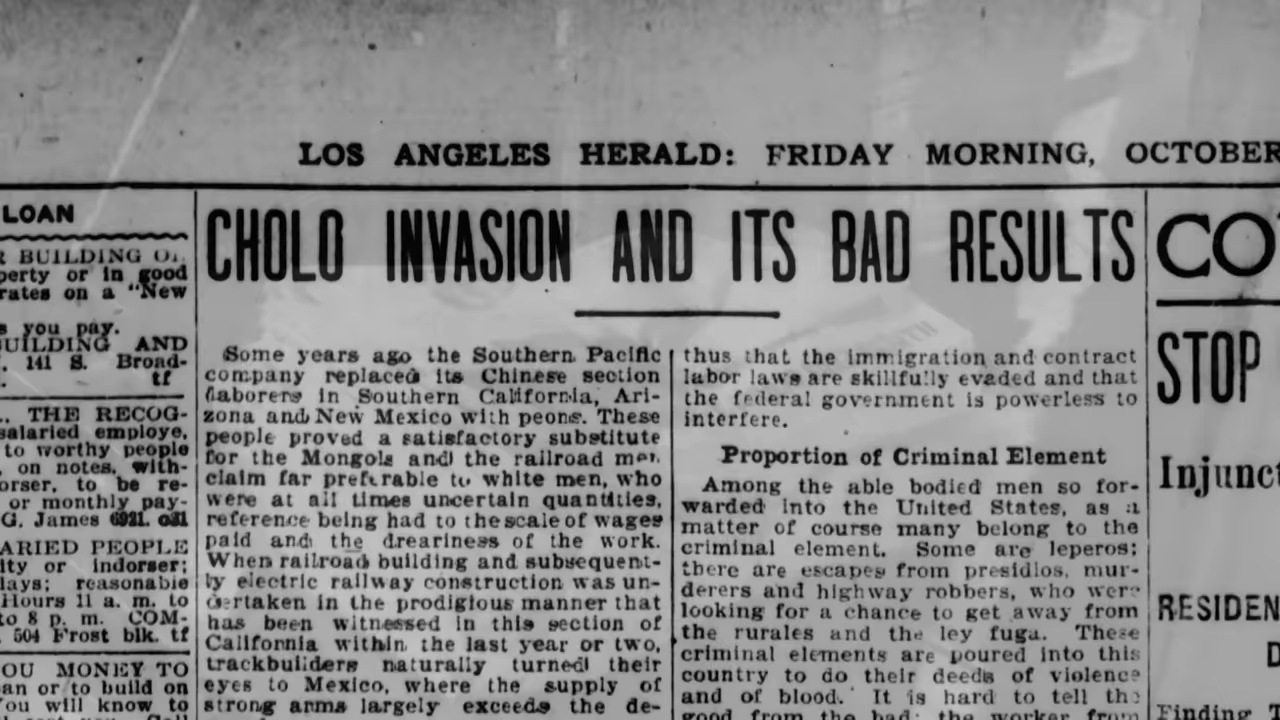 LOS ANGELES HERALD: FRIDAY MORNING, OCTOBER
LOAN
BUILDING
perty or in good
rates on a "New
you pay.
BUILDING AND
141 S. Broad-
tf
THE RECOG-
salaried employe,
to worthy people
on notes, with-
orser, to be re-
or monthly pay-
G. James
ARIED PEOPLE
ity or indorser;
lays; reasonable
Hours 11 a. m. to
to 8 p. m. COM-
504 Frost blk. tf
OU MONEY TO
an or to build on
You will know to
CHOLO INVASION AND ITS BAD RESULTS
Some years ago the Southern Pacific
company replaced its Chinese section
laborers in Southern California, Ari-
zona and New Mexico with peons. These
people proved a satisfactory substitute
for the Mongols and the railroad men
claim far preferable to white men, who
were at all times uncertain quantities,
reference being had to the scale of wages
paid and the dreariness of the work.
When railroad building and subsequent-
ly electric railway construction was un-
dertaken in the prodigious manner that
has been witnessed in this section of
California within the last year or two,
trackbuilders naturally turned their
eyes to Mexico, where the supply of
strong arms largely exceeds the de-
thus that the immigration and contract
labor laws are skillfully evaded and that
the federal government is powerless to
interfere.
Proportion of Criminal Element
Among the able bodied men so for-
warded into the United States, as a
matter of course many belong to the
criminal element. Some are leperos;
there are escapes from presidios, mur-
derers and highway robbers, who were
looking for a chance to get away from
the rurales and the ley fuga. These
criminal elements are poured into this
country to do their deeds of violence
and of blood. It is hard to tell the
good from the bad; the worker from
CO
STOP
Injunct
RESIDEN
D
Finding T